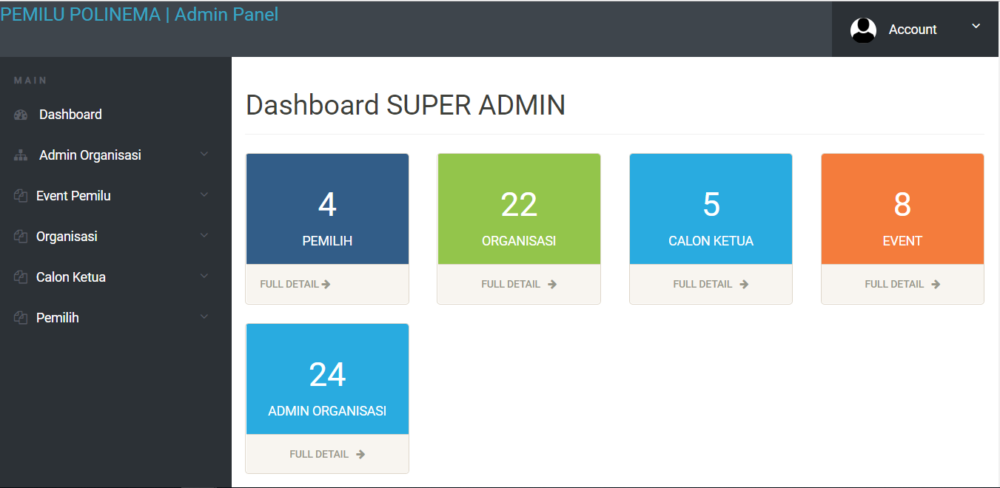 PEMILU POLINEMA | Admin Panel
Account
MAIN
Dashboard
Admin Organisasi
Event Pemilu
Organisasi
Calon Ketua
Pemilih
Dashboard SUPER ADMIN
4
PEMILIH
FULL DETAIL
22
ORGANISASI
FULL DETAIL
5
CALON KETUA
FULL DETAIL
8
EVENT
FULL DETAIL
24
ADMIN ORGANISASI
FULL DETAIL